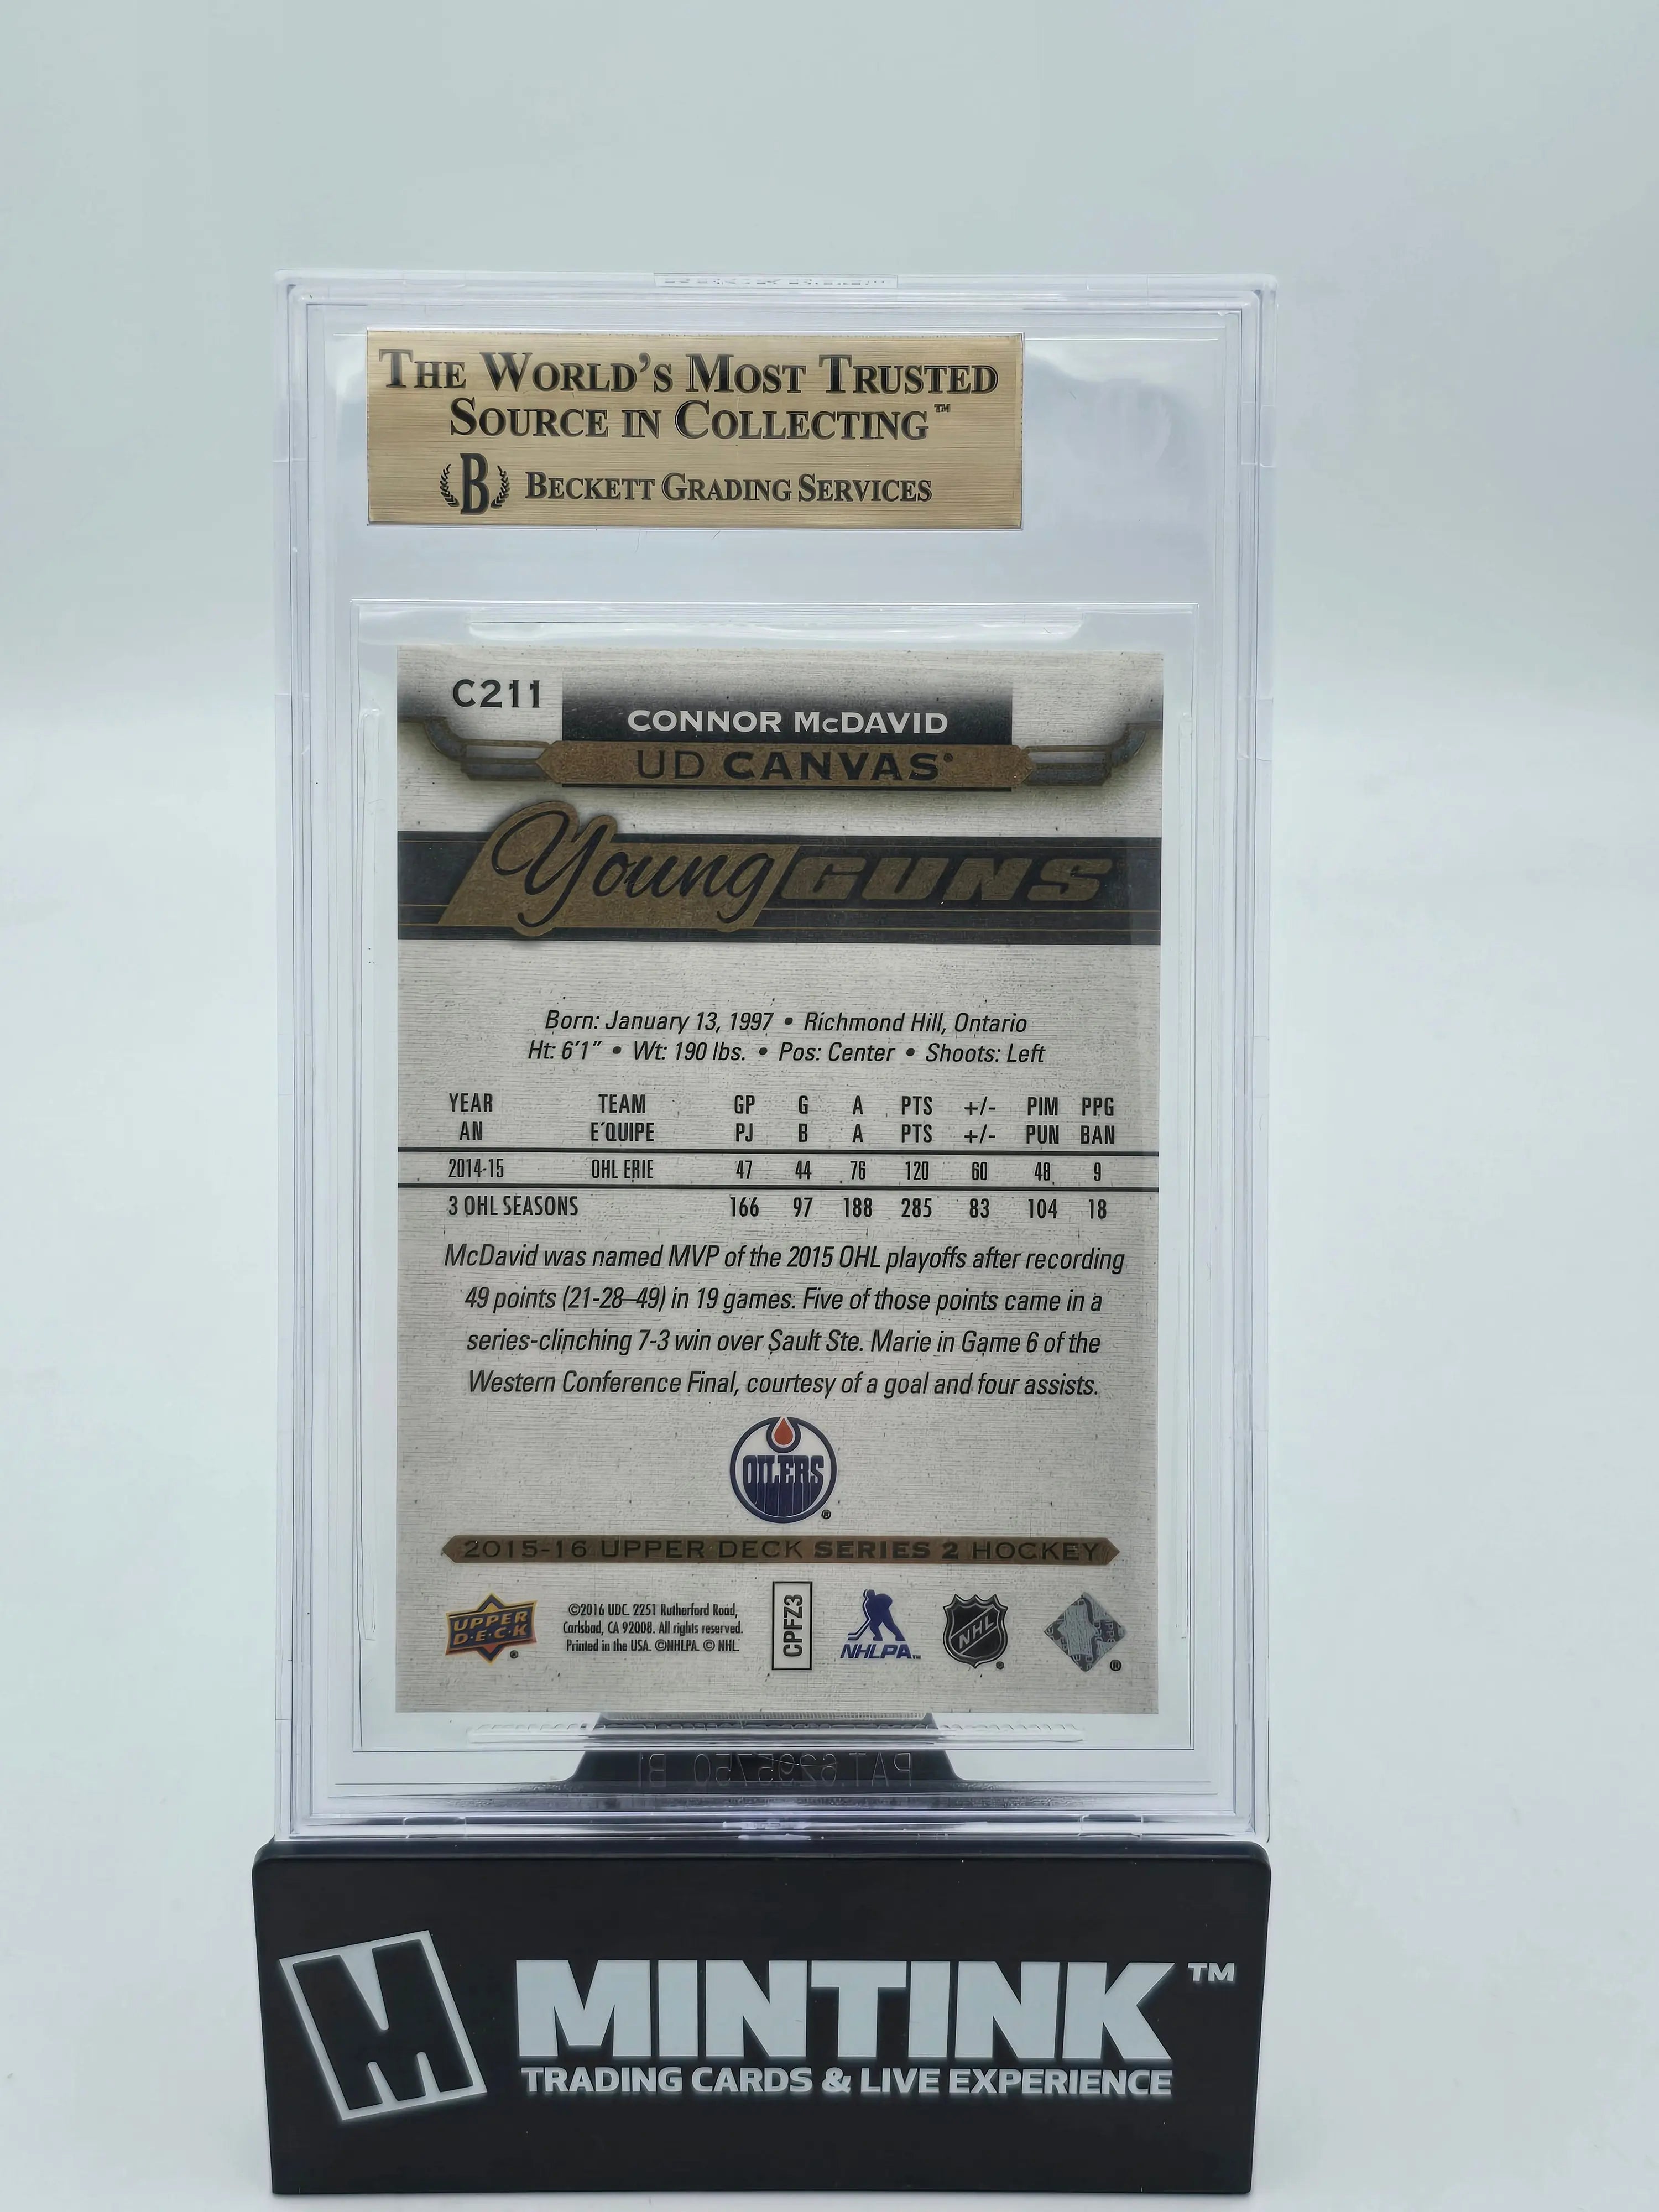 THE WORLD'S MOST TRUSTED
SOURCE IN COLLECTING™
B BECKETT GRADING SERVICES
C211
CONNOR McDAVID
UD CANVAS®
Young GUNS
Born: January 13, 1997 • Richmond Hill, Ontario
Ht: 6'1" • Wt: 190 lbs. • Pos: Center • Shoots: Left
YEAR TEAM GP G A PTS +/- PIM PPG
AN E'QUIPE PJ B A PTS +/- PUN BAN
2014-15 OHL ERIE 47 44 76 120 60 48 9
3 OHL SEASONS 166 97 188 285 83 104 18
McDavid was named MVP of the 2015 OHL playoffs after recording
49 points (21-28–49) in 19 games. Five of those points came in a
series-clinching 7-3 win over Sault Ste. Marie in Game 6 of the
Western Conference Final, courtesy of a goal and four assists.
OILERS ®
2015-16 UPPER DECK SERIES 2 HOCKEY
UPPER
D·E·C·K ®
©2016 UDC. 2251 Rutherford Road,
Carlsbad, CA 92008. All rights reserved.
Printed in the USA. ©NHLPA. © NHL.
CPFZ3
NHLPA™
NHL ®
®
PAT.6295750 B1
M MINTINK™
TRADING CARDS & LIVE EXPERIENCE